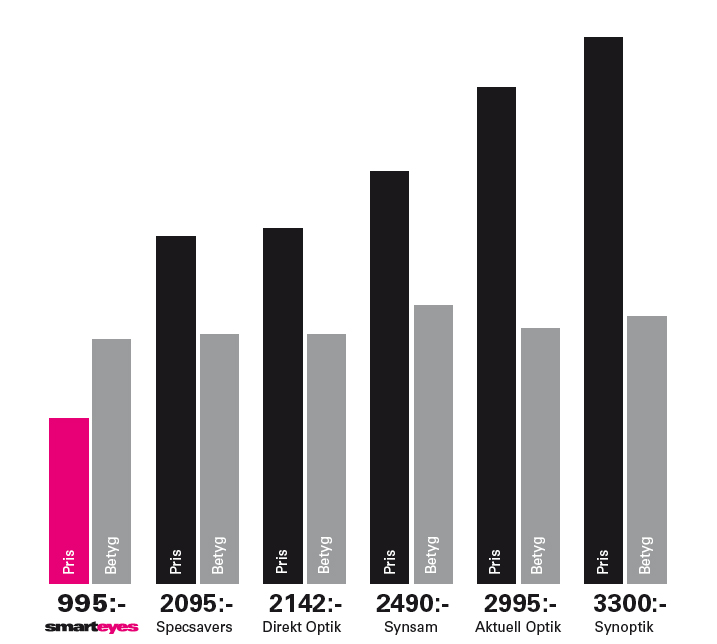 Pris Betyg Pris Betyg Pris Betyg Pris Betyg Pris Betyg Pris Betyg
995:- 2095:- 2142:- 2490:- 2995:- 3300:-
smarteyes Specsavers Direkt Optik Synsam Aktuell Optik Synoptik